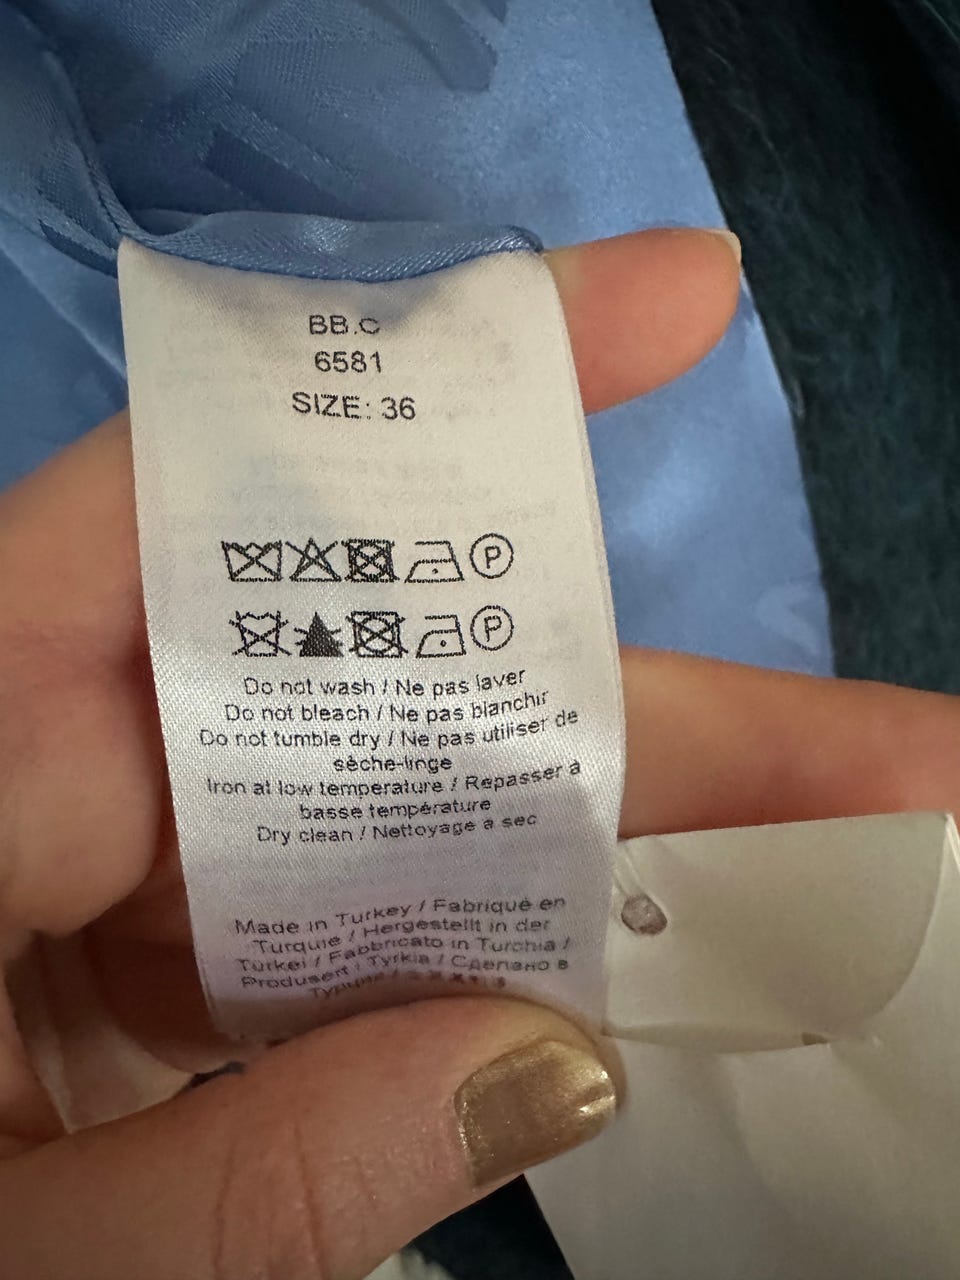 BB.C
6581
SIZE: 36
P
P
Do not wash / Ne pas laver
Do not bleach / Ne pas blanchir
Do not tumble dry / Ne pas utiliser de
sèche-linge
Iron at low temperature / Repasser à
basse température
Dry clean / Nettoyage à sec
Made in Turkey / Fabriqué en
Turquie / Hergestellt in der
Türkei / Fabbricato in Turchia /
Produsert i Tyrkia / Сделано в
Турции /